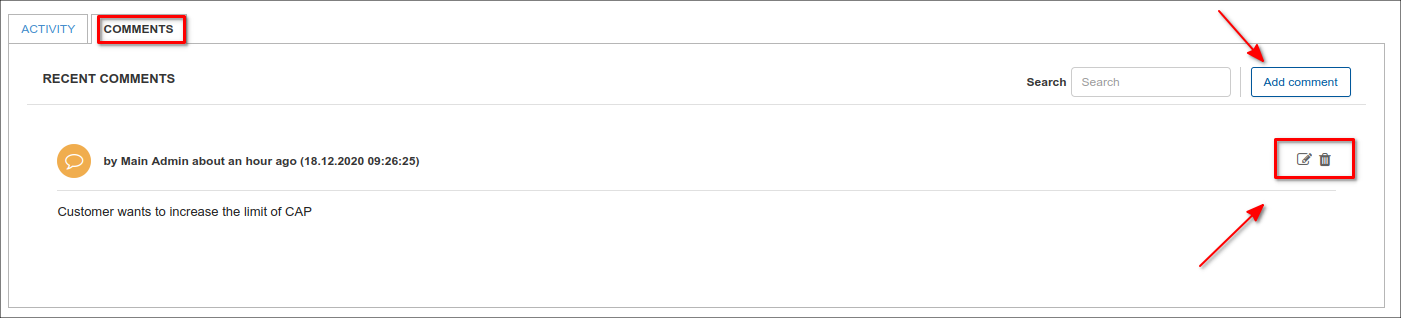 ACTIVITY COMMENTS
RECENT COMMENTS Search Search Add comment
by Main Admin about an hour ago (18.12.2020 09:26:25)
Customer wants to increase the limit of CAP